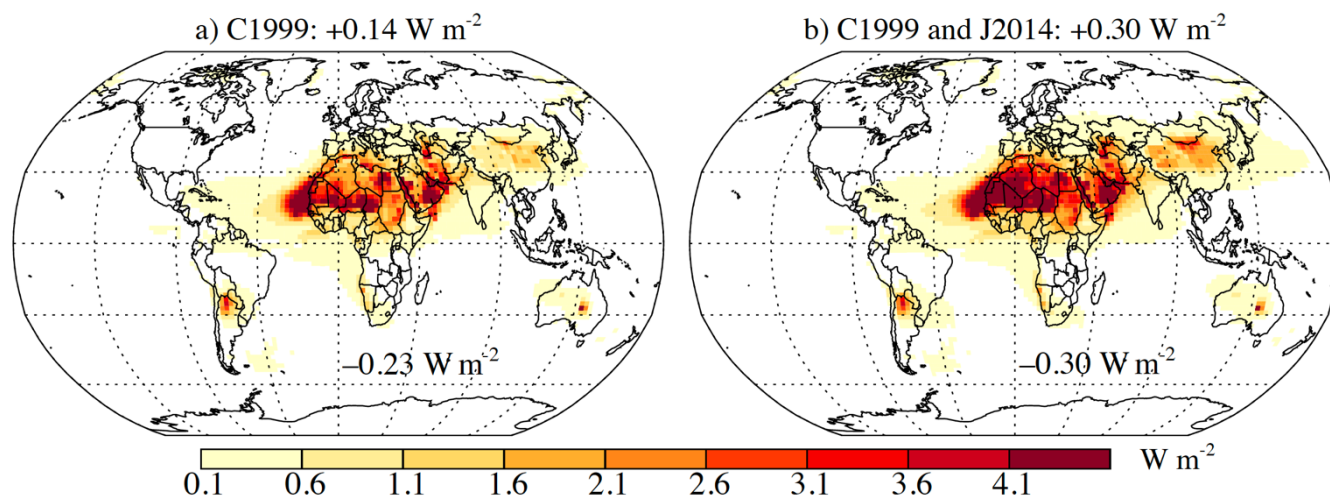 a) C1999: +0.14 W m-2
b) C1999 and J2014: +0.30 W m-2
–0.23 W m-2
–0.30 W m-2
W m-2
0.1 0.6 1.1 1.6 2.1 2.6 3.1 3.6 4.1